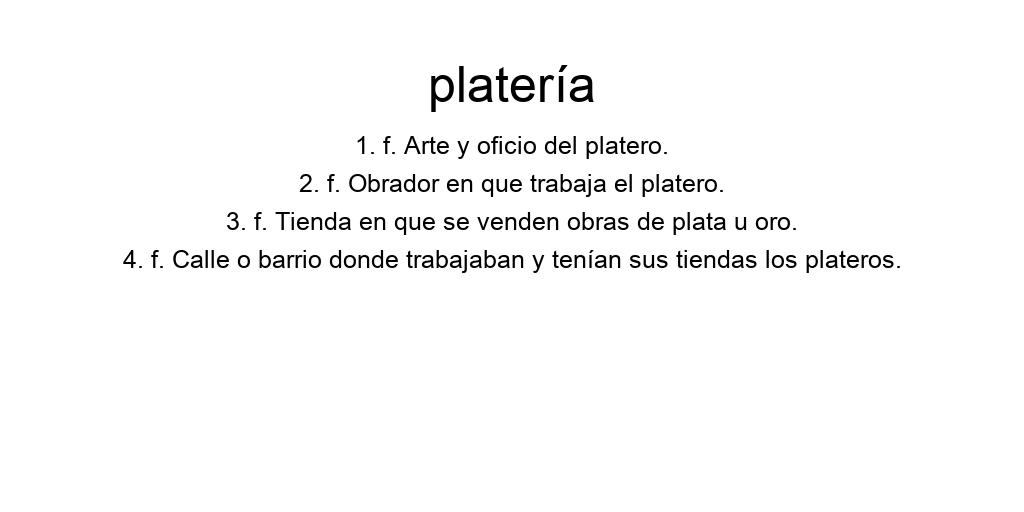 platería
1. f. Arte y oficio del platero.
2. f. Obrador en que trabaja el platero.
3. f. Tienda en que se venden obras de plata u oro.
4. f. Calle o barrio donde trabajaban y tenían sus tiendas los plateros.